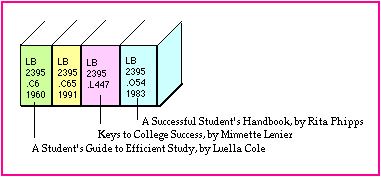 LB
2395
.C6
1960
LB
2395
.C65
1991
LB
2395
.L447
LB
2395
.O54
1983
A Successful Student's Handbook, by Rita Phipps
Keys to College Success, by Minnette Lenier
A Student's Guide to Efficient Study, by Luella Cole